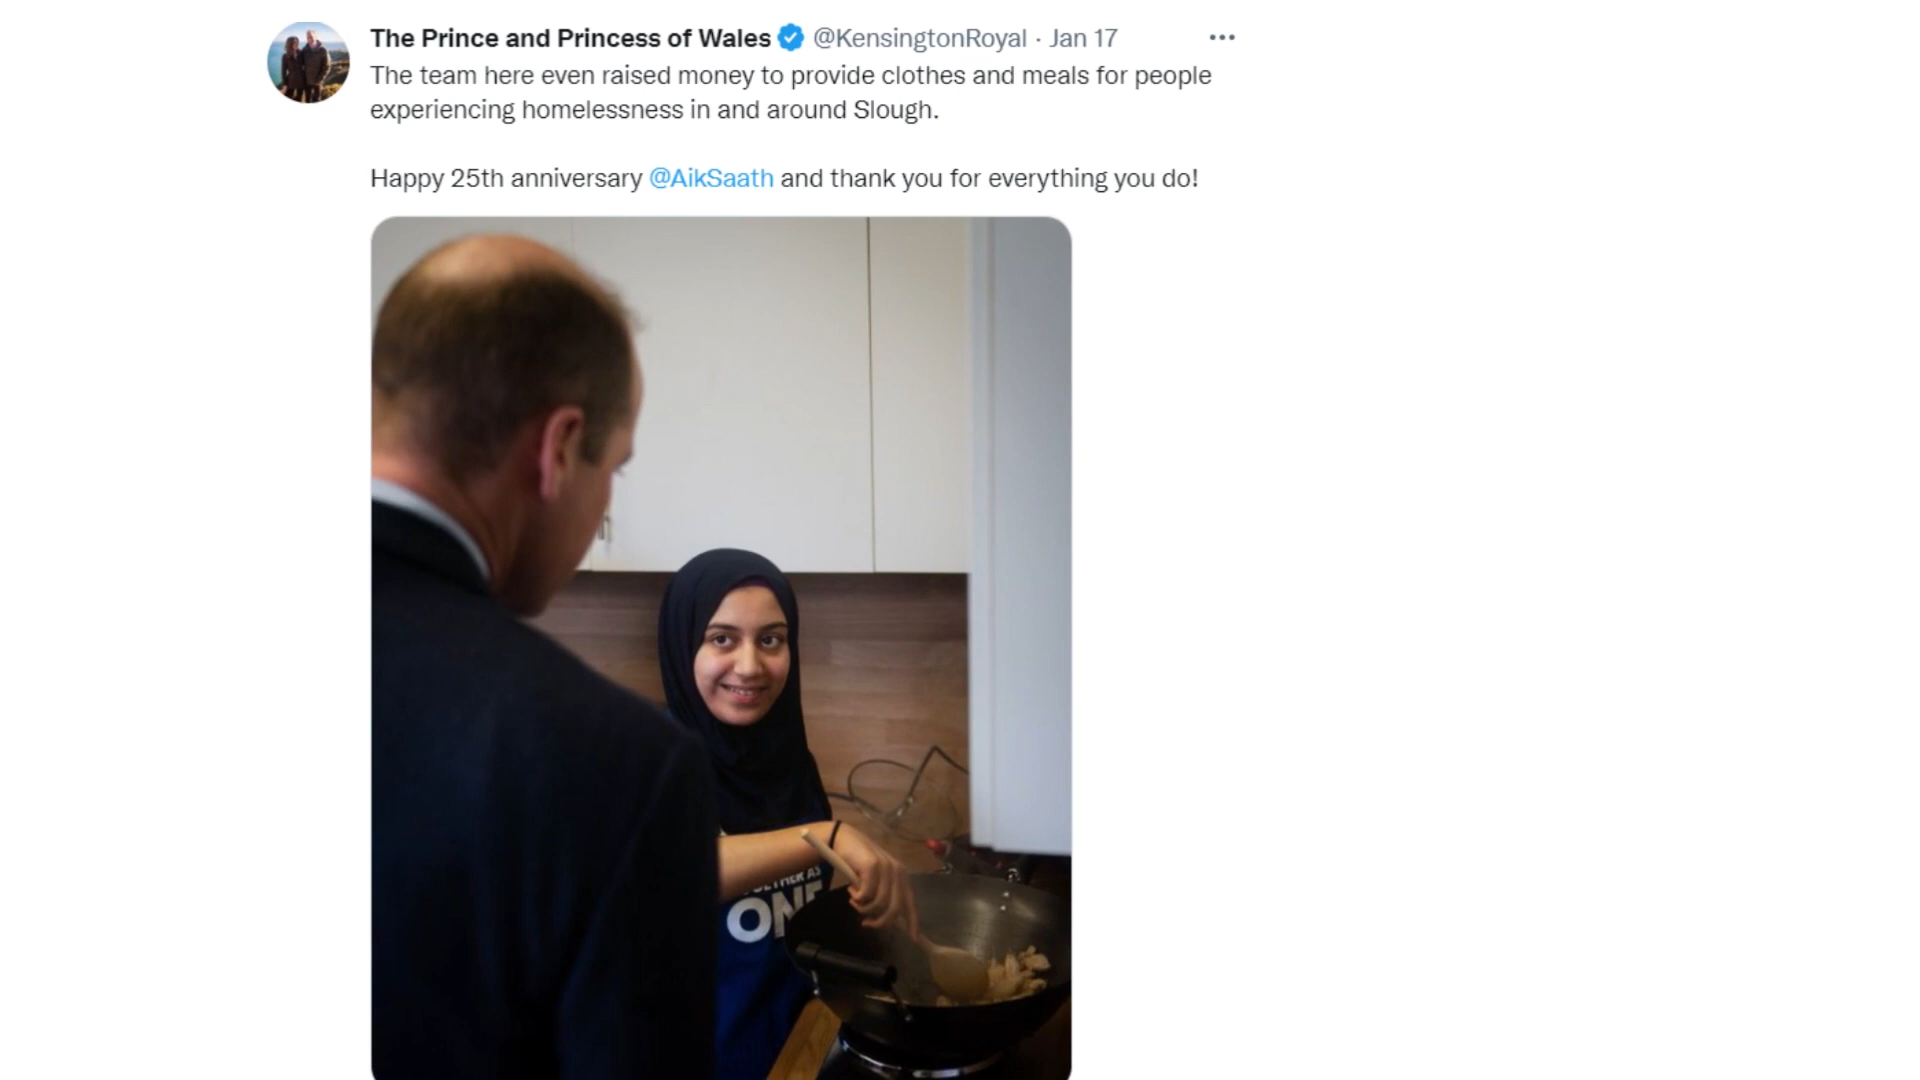 The Prince and Princess of Wales @KensingtonRoyal · Jan 17
The team here even raised money to provide clothes and meals for people
experiencing homelessness in and around Slough.
Happy 25th anniversary @AikSaath and thank you for everything you do!
ONE